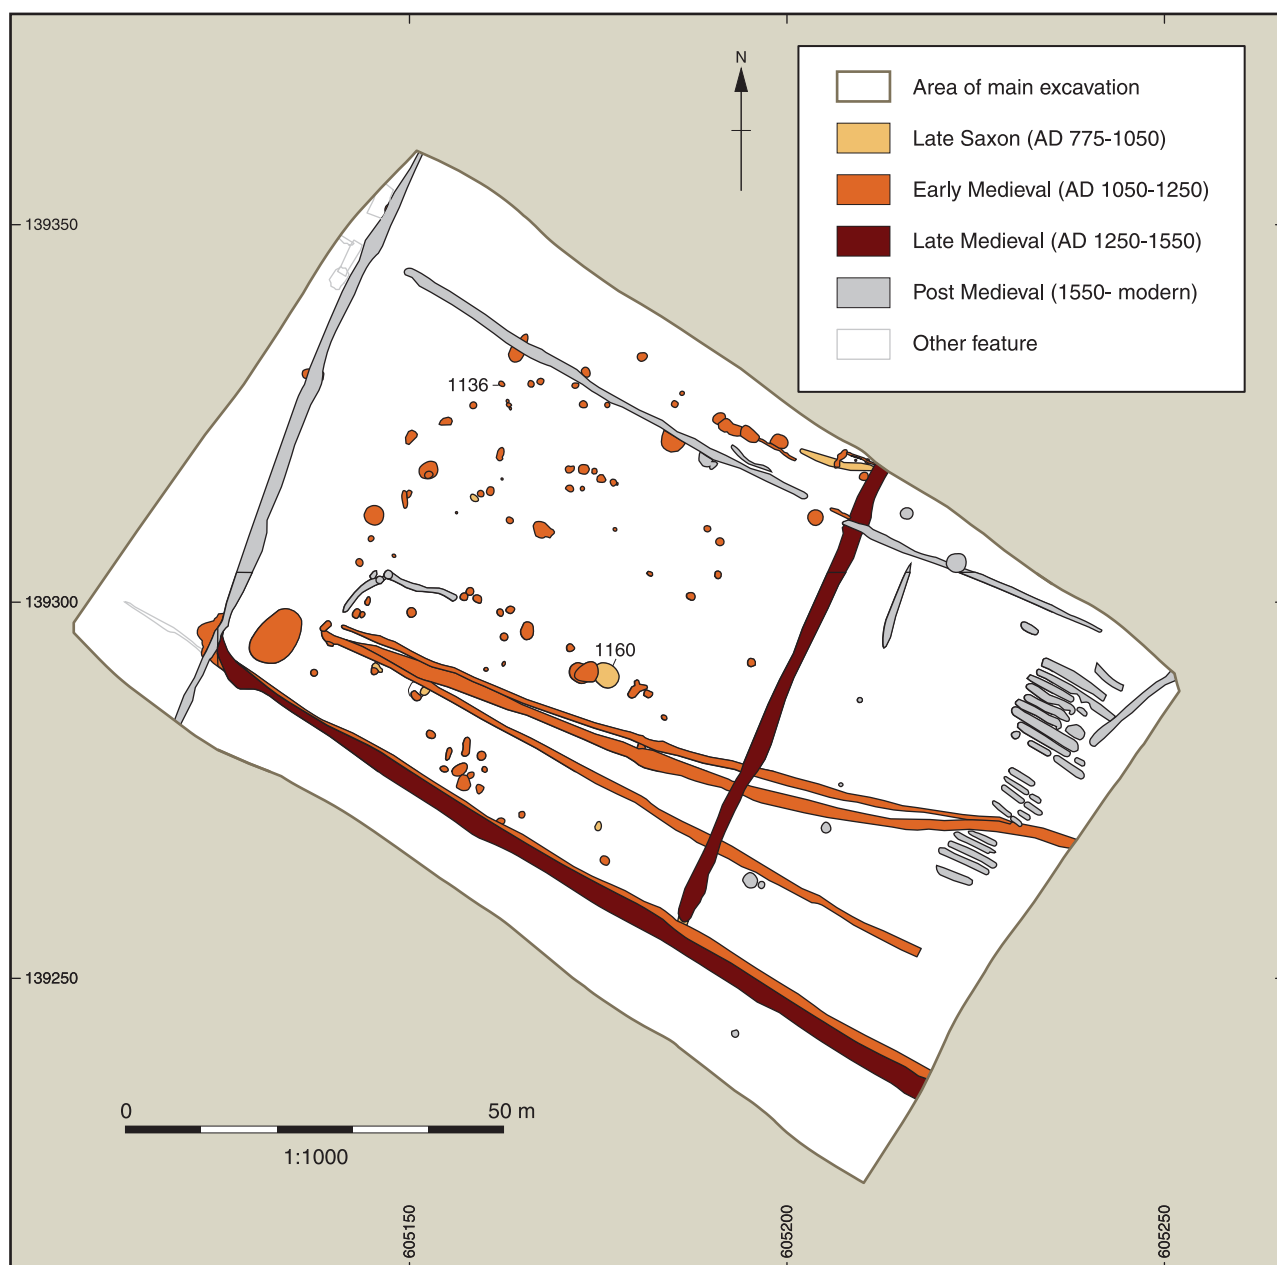 N
Area of main excavation
Late Saxon (AD 775-1050)
Early Medieval (AD 1050-1250)
Late Medieval (AD 1250-1550)
Post Medieval (1550- modern)
Other feature
139350
1136
139300
1160
139250
0 50 m
1:1000
605150
605200
605250